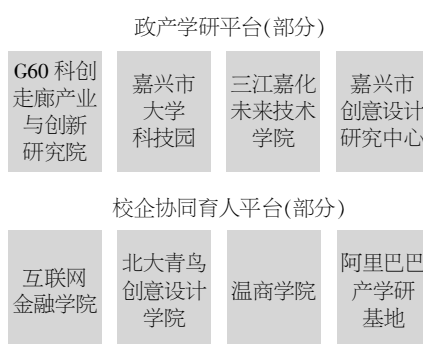 政产学研平台(部分)
G60 科创
走廊产业
与创新
研究院
嘉兴市
大学
科技园
三江嘉化
未来技术
学院
嘉兴市
创意设计
研究中心
校企协同育人平台(部分)
互联网
金融学院
北大青鸟
创意设计
学院
温商学院
阿里巴巴
产学研
基地